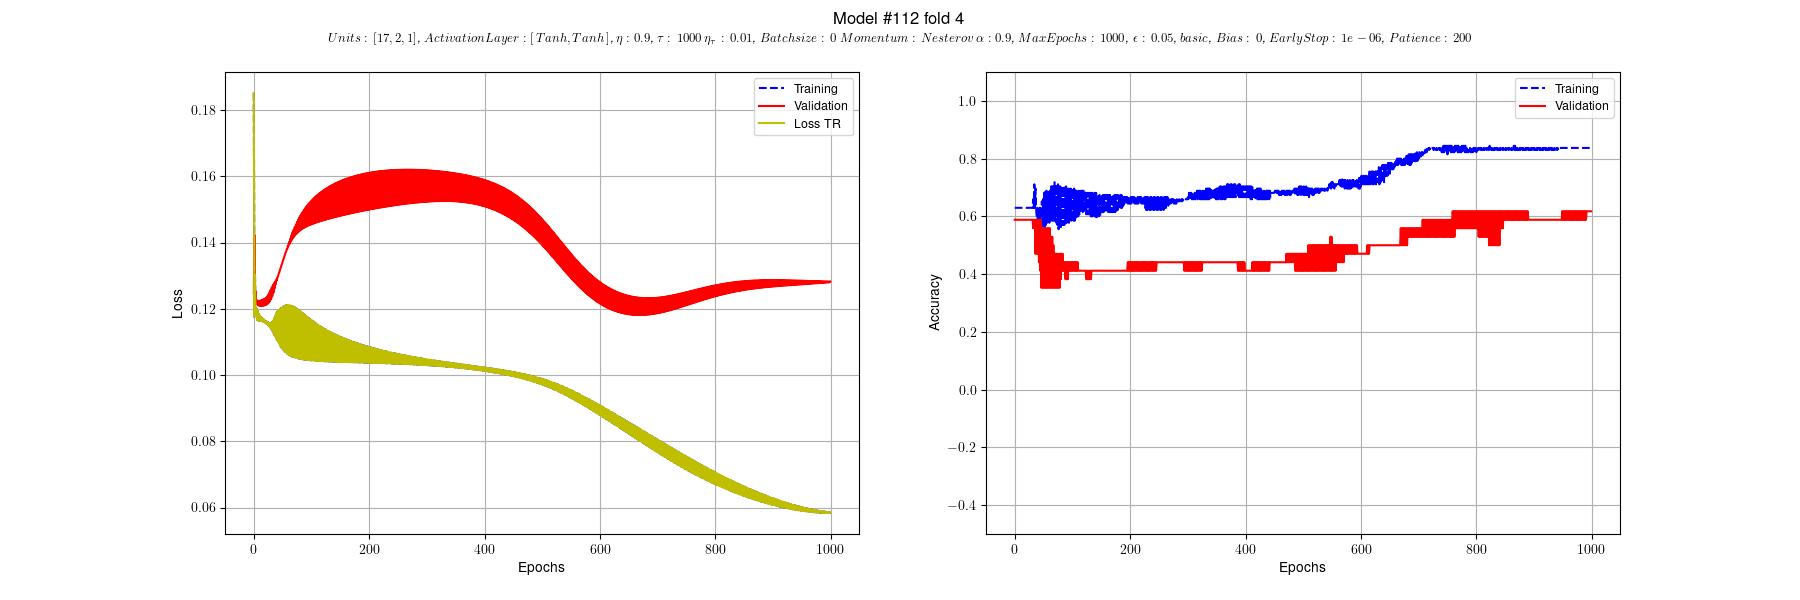 Model #112 fold 4
Units : [17, 2, 1], ActivationLayer : [Tanh, Tanh], η : 0.9, τ : 1000 ητ : 0.01, Batchsize : 0 Momentum : Nesterov α : 0.9, MaxEpochs : 1000, ϵ : 0.05, basic, Bias : 0, EarlyStop : 1e − 06, Patience : 200
Training
Validation
Loss TR
0.18
0.16
0.14
0.12
0.10
0.08
0.06
Loss
0
200
400
600
800
1000
Epochs
Training
Validation
1.0
0.8
0.6
0.4
0.2
0.0
−0.2
−0.4
Accuracy
0
200
400
600
800
1000
Epochs